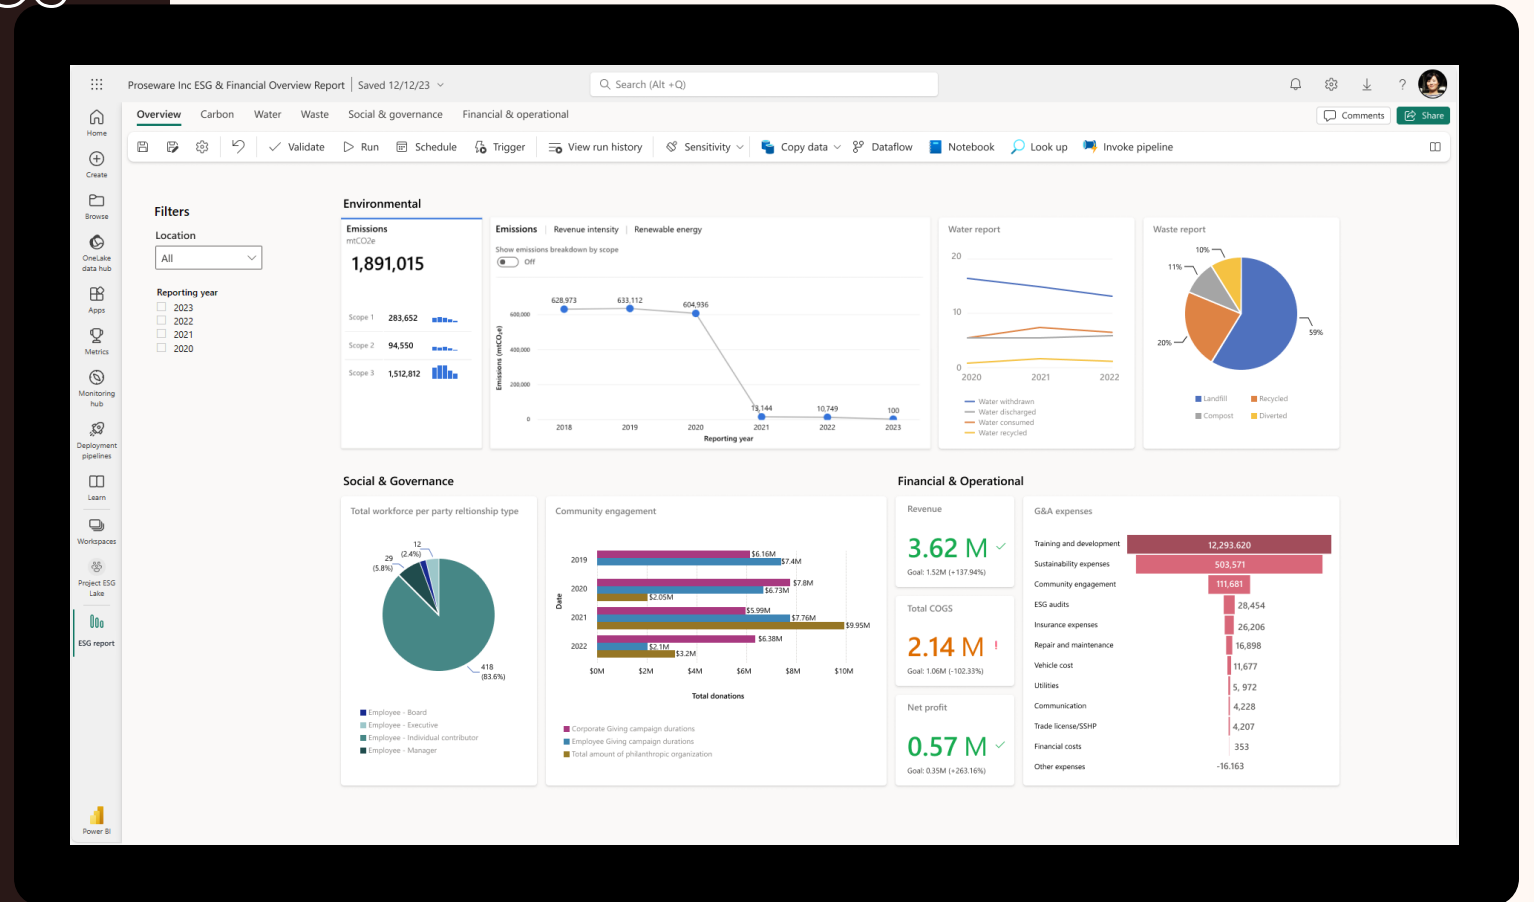 Proseware Inc ESG & Financial Overview Report | Saved 12/12/23
Search (Alt +Q)
?
Home
Create
Browse
OneLake
data hub
Apps
Metrics
Monitoring
hub
Deployment
pipelines
Learn
Workspaces
Project ESG
Lake
ESG report
Power BI
Overview Carbon Water Waste Social & governance Financial & operational
Comments Share
Validate Run Schedule Trigger View run history Sensitivity Copy data Dataflow Notebook Look up Invoke pipeline
Filters
Location
All
Reporting year
2023
2022
2021
2020
Environmental
Emissions
mtCO2e
1,891,015
Scope 1 283,652
Scope 2 94,550
Scope 3 1,512,812
Emissions | Revenue intensity | Renewable energy
Show emissions breakdown by scope
Off
Emissions (mtCO₂e)
600,000
400,000
200,000
0
628,973 633,112 604,936 13,144 10,749 100
2018 2019 2020 2021 2022 2023
Reporting year
Water report
20
10
0
2020 2021 2022
Water withdrawn
Water discharged
Water consumed
Water recycled
Waste report
10%
11%
20%
59%
Landfill Recycled
Compost Diverted
Social & Governance
Total workforce per party reltionship type
12
(2.4%)
29
(5.8%)
418
(83.6%)
Employee - Board
Employee - Executive
Employee - Individual contributor
Employee - Manager
Community engagement
Date
2019 $6.16M
$7.4M
2020 $7.8M
$6.73M
$2.05M
2021 $5.99M
$7.76M
$9.95M
2022 $6.38M
$2.1M
$3.2M
$0M $2M $4M $6M $8M $10M
Total donations
Corporate Giving campaign durations
Employee Giving campaign durations
Total amount of philanthropic organization
Financial & Operational
Revenue
3.62 M
Goal: 1.52M (+137.94%)
Total COGS
2.14 M !
Goal: 1.06M (-102.33%)
Net profit
0.57 M
Goal: 0.35M (+263.16%)
G&A expenses
Training and development 12,293.620
Sustainability expenses 503,571
Community engagement 111,681
ESG audits 28,454
Insurance expenses 26,206
Repair and maintenance 16,898
Vehicle cost 11,677
Utilities 5, 972
Communication 4,228
Trade license/SSHP 4,207
Financial costs 353
Other expenses -16.163